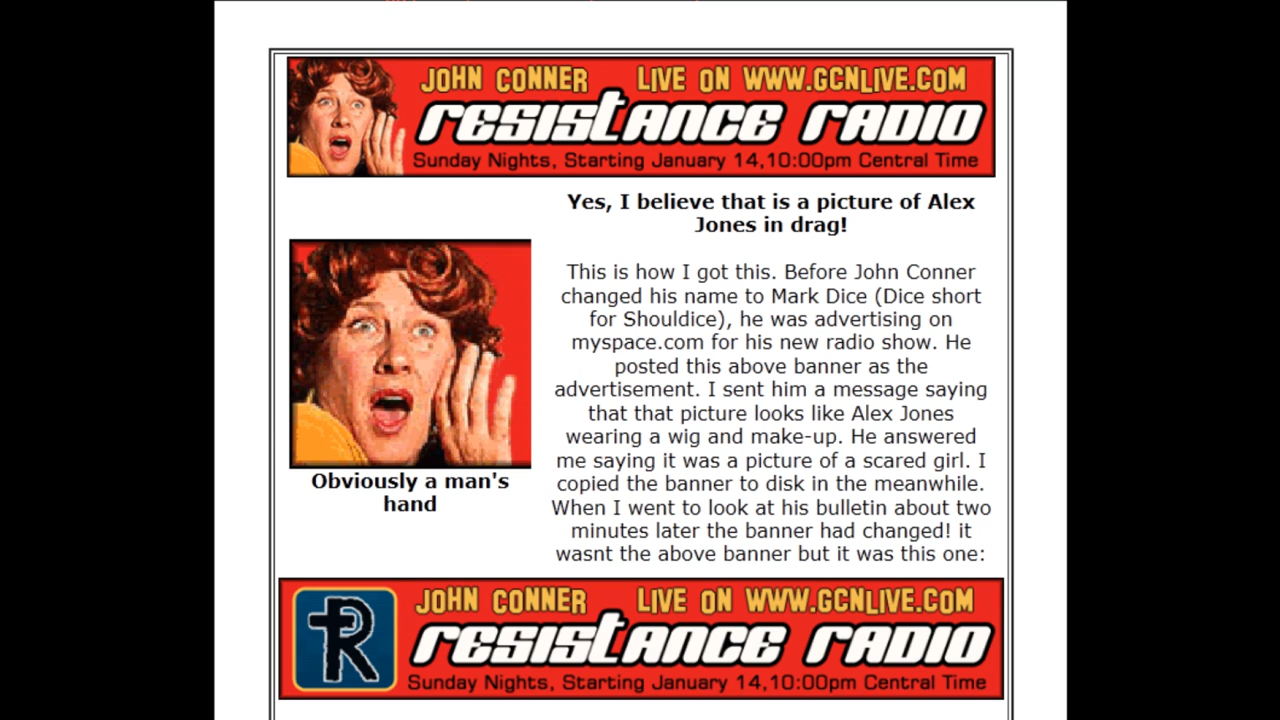 JOHN CONNER LIVE ON WWW.GCNLIVE.COM
RESISTANCE RADIO
Sunday Nights, Starting January 14,10:00pm Central Time
Yes, I believe that is a picture of Alex
Jones in drag!
This is how I got this. Before John Conner
changed his name to Mark Dice (Dice short
for Shouldice), he was advertising on
myspace.com for his new radio show. He
posted this above banner as the
advertisement. I sent him a message saying
that that picture looks like Alex Jones
wearing a wig and make-up. He answered
me saying it was a picture of a scared girl. I
copied the banner to disk in the meanwhile.
When I went to look at his bulletin about two
minutes later the banner had changed! it
wasnt the above banner but it was this one:
Obviously a man's
hand
R
JOHN CONNER LIVE ON WWW.GCNLIVE.COM
RESISTANCE RADIO
Sunday Nights, Starting January 14,10:00pm Central Time